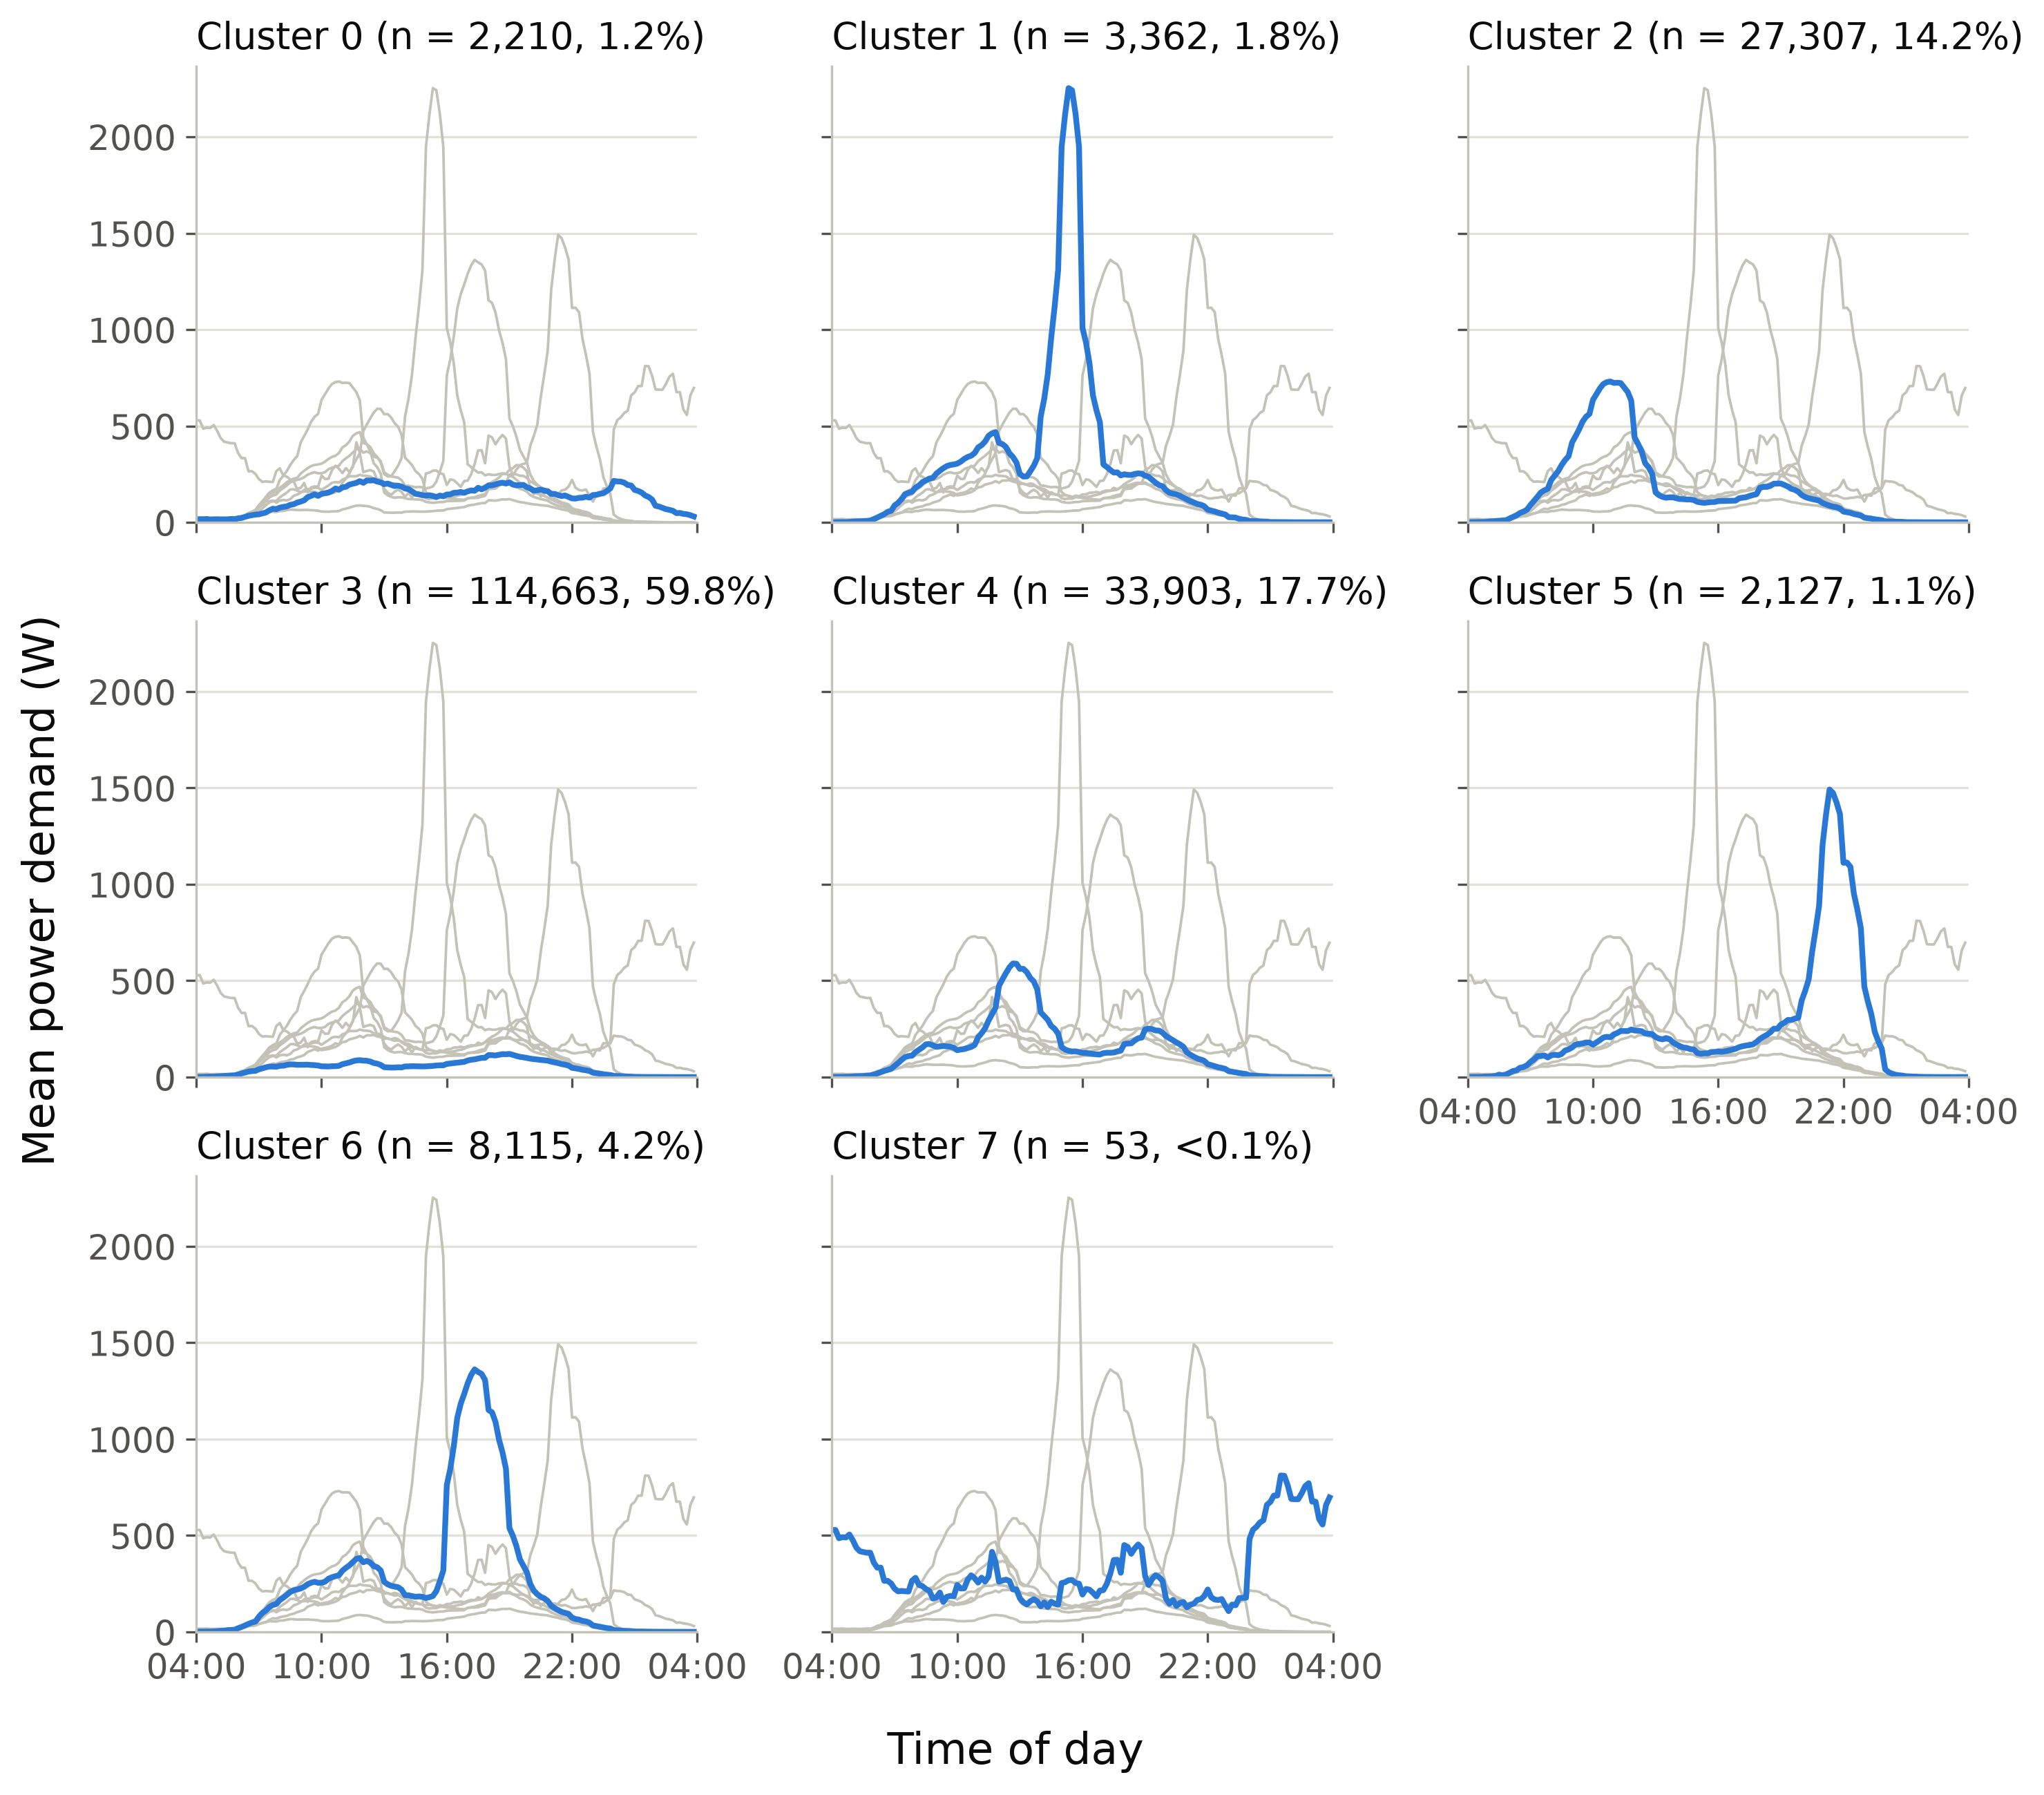 Cluster 0 (n = 2,210, 1.2%)
Cluster 1 (n = 3,362, 1.8%)
Cluster 2 (n = 27,307, 14.2%)
2000
1500
1000
500
0
Cluster 3 (n = 114,663, 59.8%)
Cluster 4 (n = 33,903, 17.7%)
Cluster 5 (n = 2,127, 1.1%)
2000
1500
1000
500
0
04:00 10:00 16:00 22:00 04:00
Mean power demand (W)
Cluster 6 (n = 8,115, 4.2%)
Cluster 7 (n = 53, <0.1%)
2000
1500
1000
500
0
04:00 10:00 16:00 22:00 04:00
04:00 10:00 16:00 22:00 04:00
Time of day